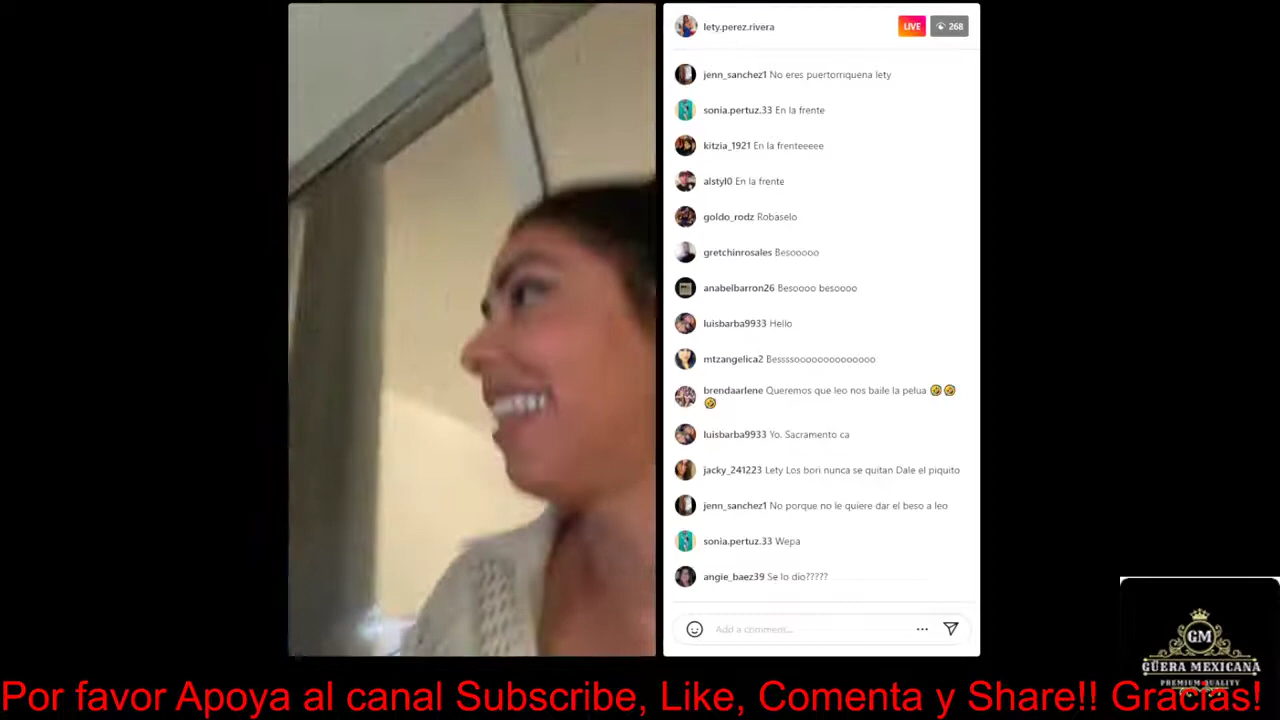 lety.perez.rivera
LIVE 268
jenn_sanchez1 No eres puertorriquena lety
sonia.pertuz.33 En la frente
kitzia_1921 En la frenteeeee
alstyl0 En la frente
goldo_rodz Robaselo
gretchinrosales Besooooo
anabelbarron26 Besoooo besoooo
luisbarba9933 Hello
mtzangelica2 Bessssoooooooooooooo
brendaarlene Queremos que leo nos baile la pelua 🤣🤣
🤣
luisbarba9933 Yo. Sacramento ca
jacky_241223 Lety Los bori nunca se quitan Dale el piquito
jenn_sanchez1 No porque no le quiere dar el beso a leo
sonia.pertuz.33 Wepa
angie_baez39 Se lo dio?????
Add a comment...
GM
GÜERA MEXICANA
PREMIUM QUALITY
Por favor Apoya al canal Subscribe, Like, Comenta y Share!! Gracias!